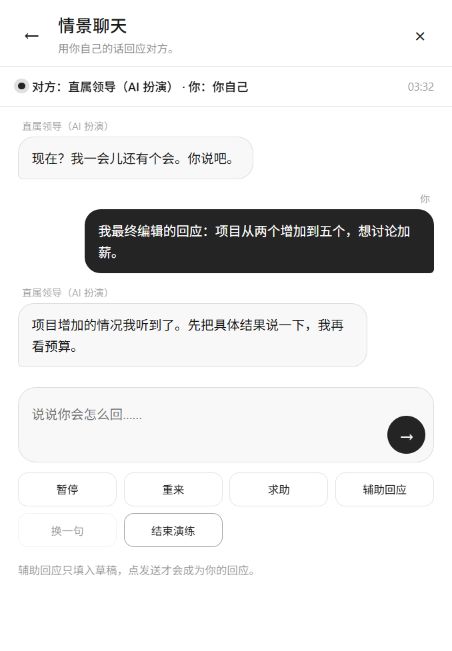 ← 情景聊天 ×
用你自己的话回应对方。
对方：直属领导（AI 扮演） · 你：你自己 03:32
直属领导（AI 扮演）
现在？我一会儿还有个会。你说吧。
你
我最终编辑的回应：项目从两个增加到五个，想讨论加
薪。
直属领导（AI 扮演）
项目增加的情况我听到了。先把具体结果说一下，我再
看预算。
说说你会怎么回……
→
暂停 重来 求助 辅助回应
换一句 结束演练
辅助回应只填入草稿，点发送才会成为你的回应。